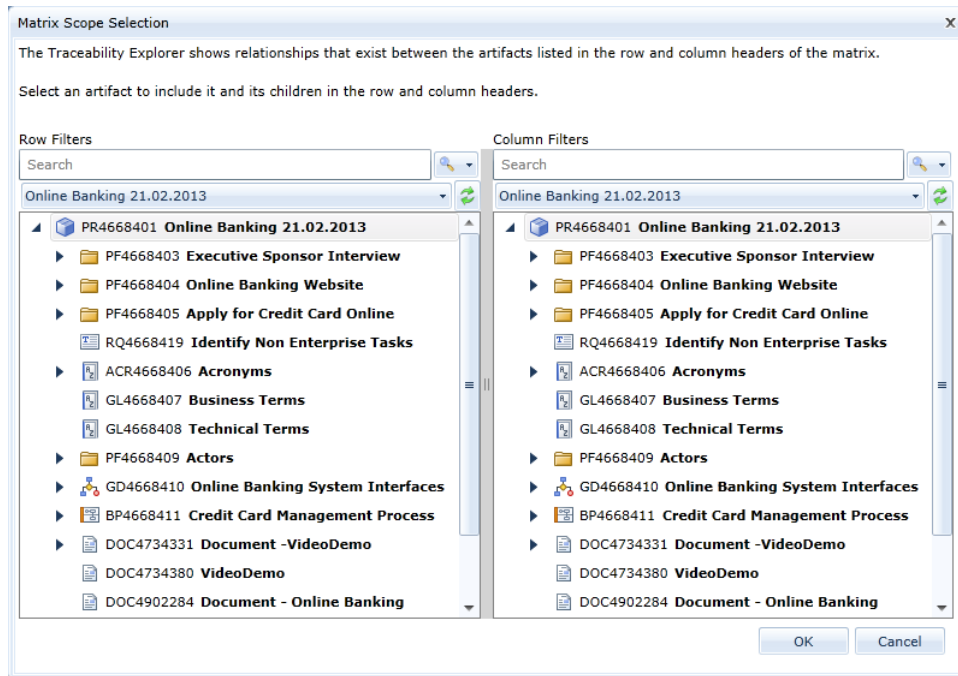 Matrix Scope Selection x
The Traceability Explorer shows relationships that exist between the artifacts listed in the row and column headers of the matrix.
Select an artifact to include it and its children in the row and column headers.
Row Filters
Search
Online Banking 21.02.2013
PR4668401 Online Banking 21.02.2013
PF4668403 Executive Sponsor Interview
PF4668404 Online Banking Website
PF4668405 Apply for Credit Card Online
RQ4668419 Identify Non Enterprise Tasks
ACR4668406 Acronyms
GL4668407 Business Terms
GL4668408 Technical Terms
PF4668409 Actors
GD4668410 Online Banking System Interfaces
BP4668411 Credit Card Management Process
DOC4734331 Document -VideoDemo
DOC4734380 VideoDemo
DOC4902284 Document - Online Banking
Column Filters
Search
Online Banking 21.02.2013
PR4668401 Online Banking 21.02.2013
PF4668403 Executive Sponsor Interview
PF4668404 Online Banking Website
PF4668405 Apply for Credit Card Online
RQ4668419 Identify Non Enterprise Tasks
ACR4668406 Acronyms
GL4668407 Business Terms
GL4668408 Technical Terms
PF4668409 Actors
GD4668410 Online Banking System Interfaces
BP4668411 Credit Card Management Process
DOC4734331 Document -VideoDemo
DOC4734380 VideoDemo
DOC4902284 Document - Online Banking
OK Cancel